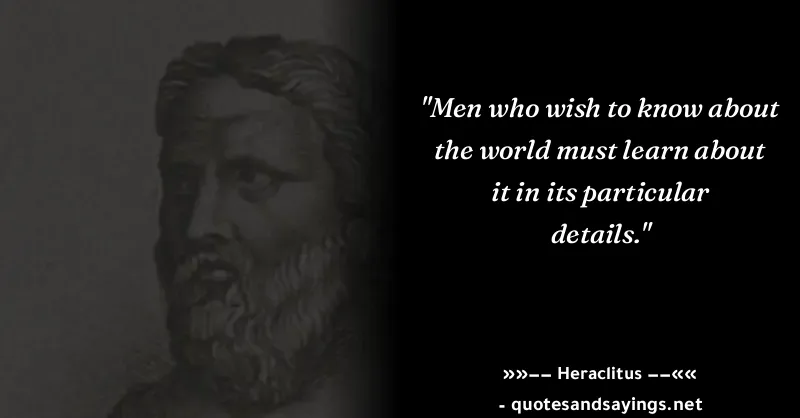 "Men who wish to know about
the world must learn about
it in its particular
details."
»»–– Heraclitus ––««
- quotesandsayings.net